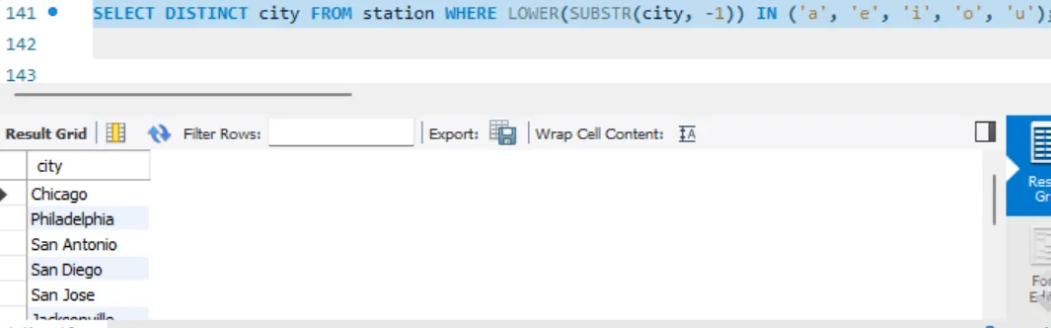 141 SELECT DISTINCT city FROM station WHERE LOWER(SUBSTR(city, -1)) IN ('a', 'e', 'i', 'o', 'u');
142
143
Result Grid Filter Rows: Export: Wrap Cell Content:
city
Chicago
Philadelphia
San Antonio
San Diego
San Jose
Jacksonville